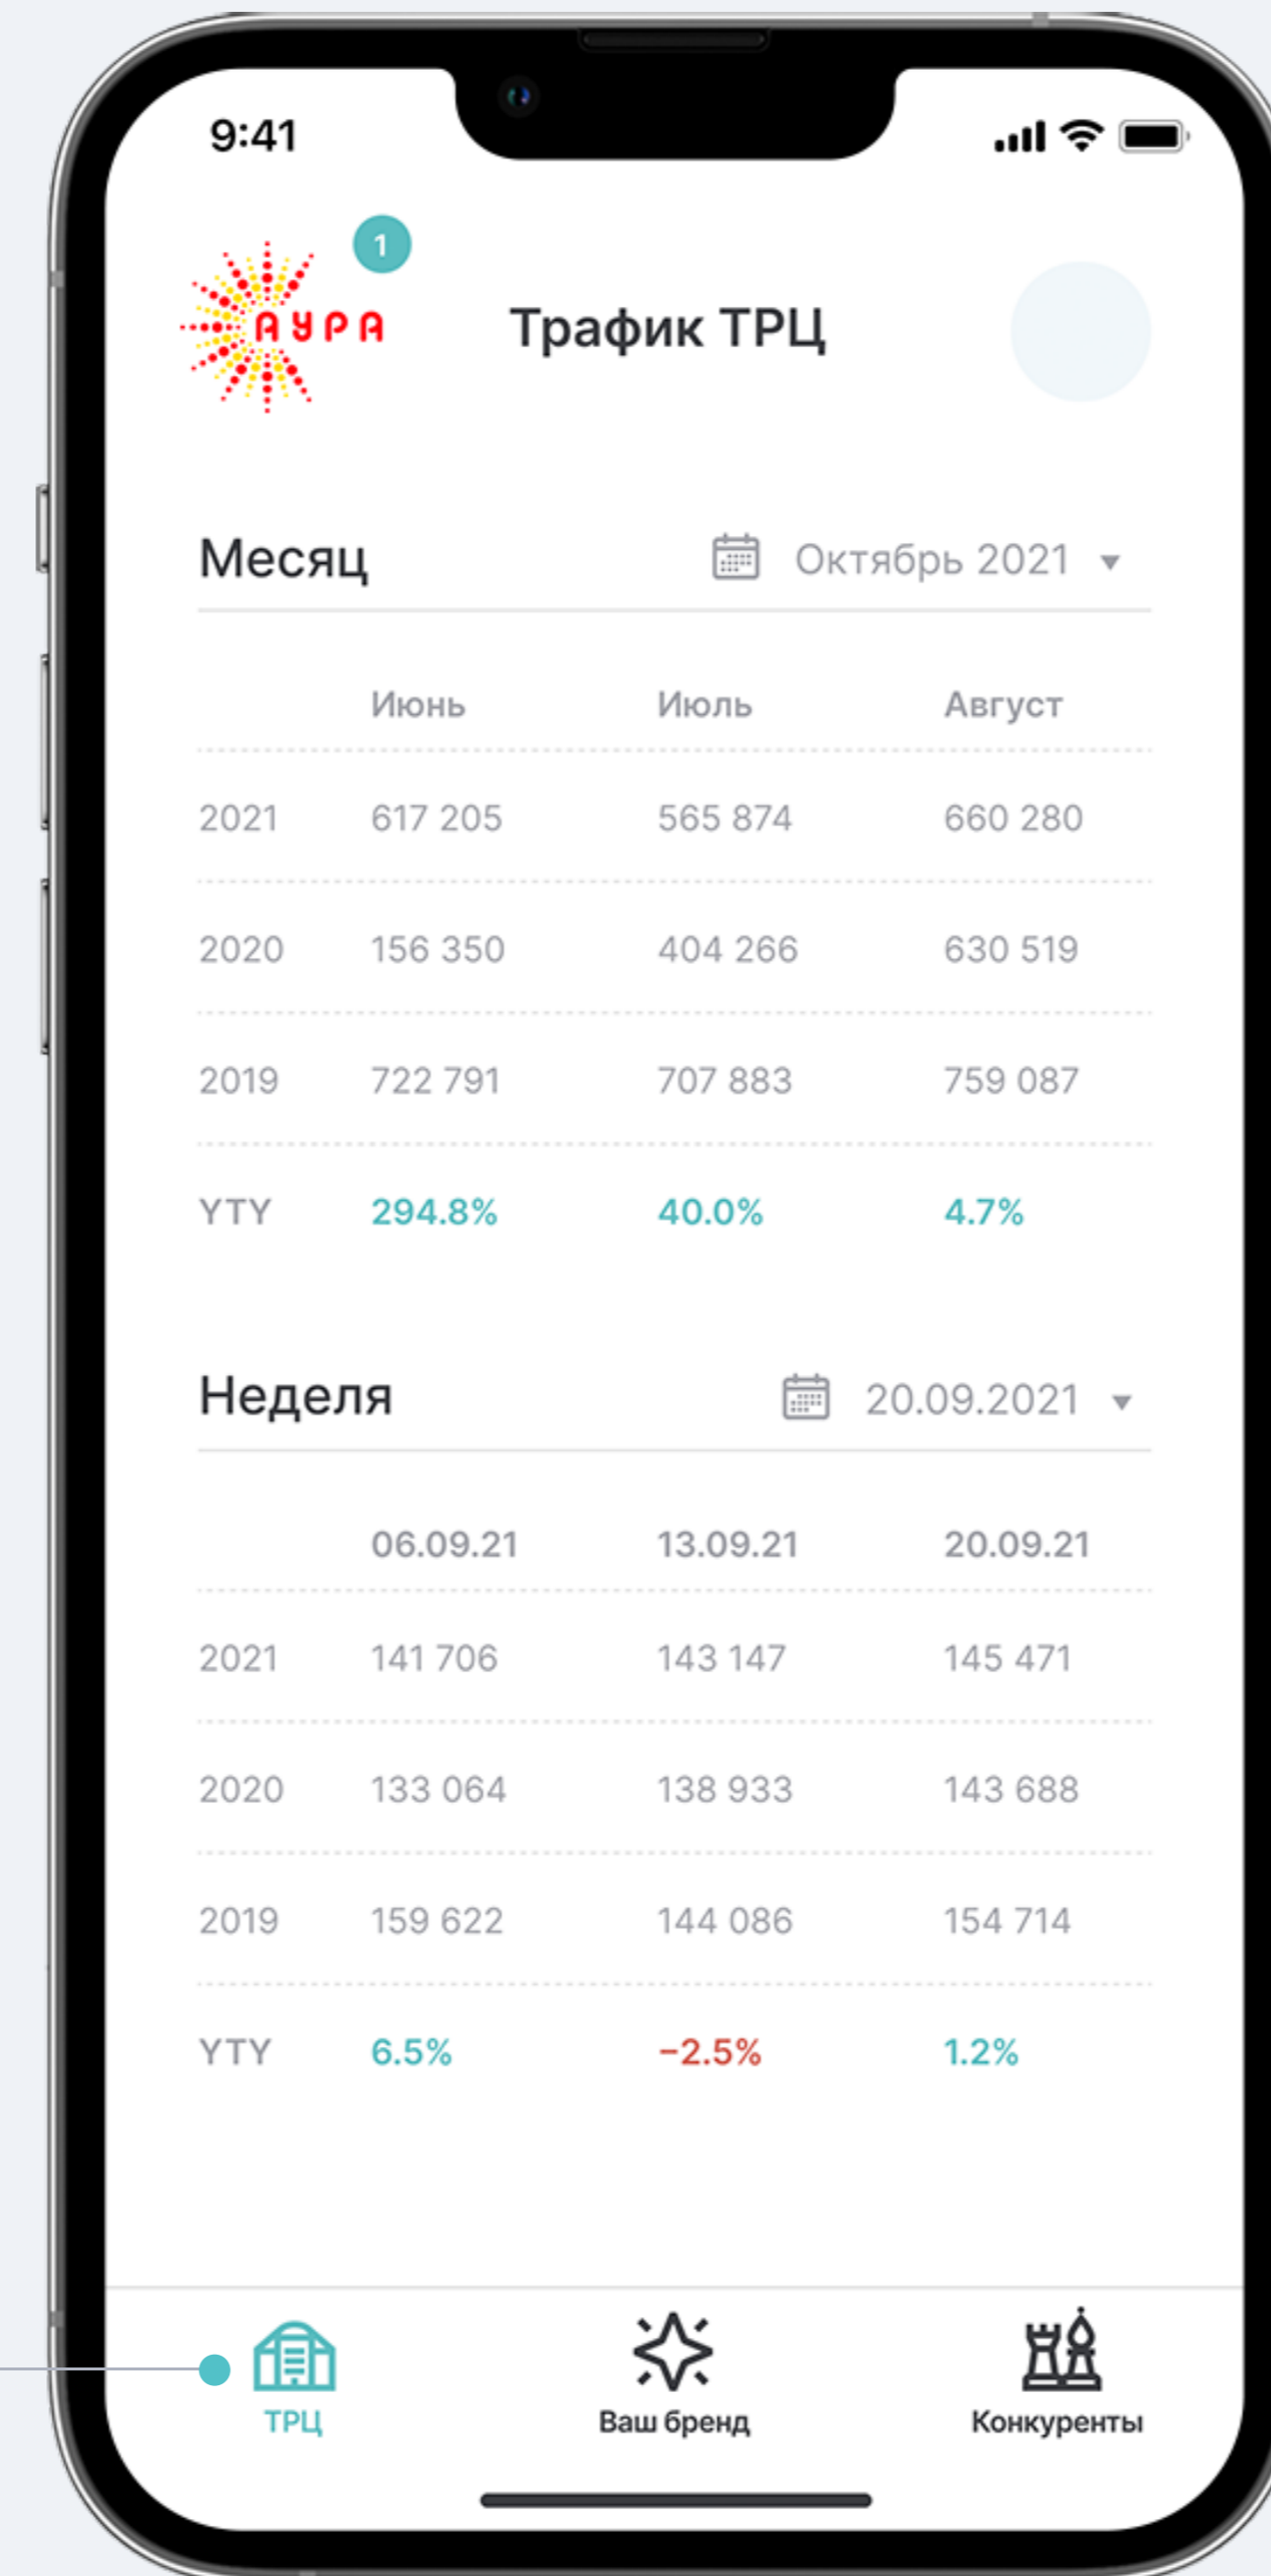 9:41
1
АУРА
Трафик ТРЦ
Месяц
Октябрь 2021
Июнь Июль Август
2021 617 205 565 874 660 280
2020 156 350 404 266 630 519
2019 722 791 707 883 759 087
YTY 294.8% 40.0% 4.7%
Неделя
20.09.2021
06.09.21 13.09.21 20.09.21
2021 141 706 143 147 145 471
2020 133 064 138 933 143 688
2019 159 622 144 086 154 714
YTY 6.5% −2.5% 1.2%
ТРЦ Ваш бренд Конкуренты